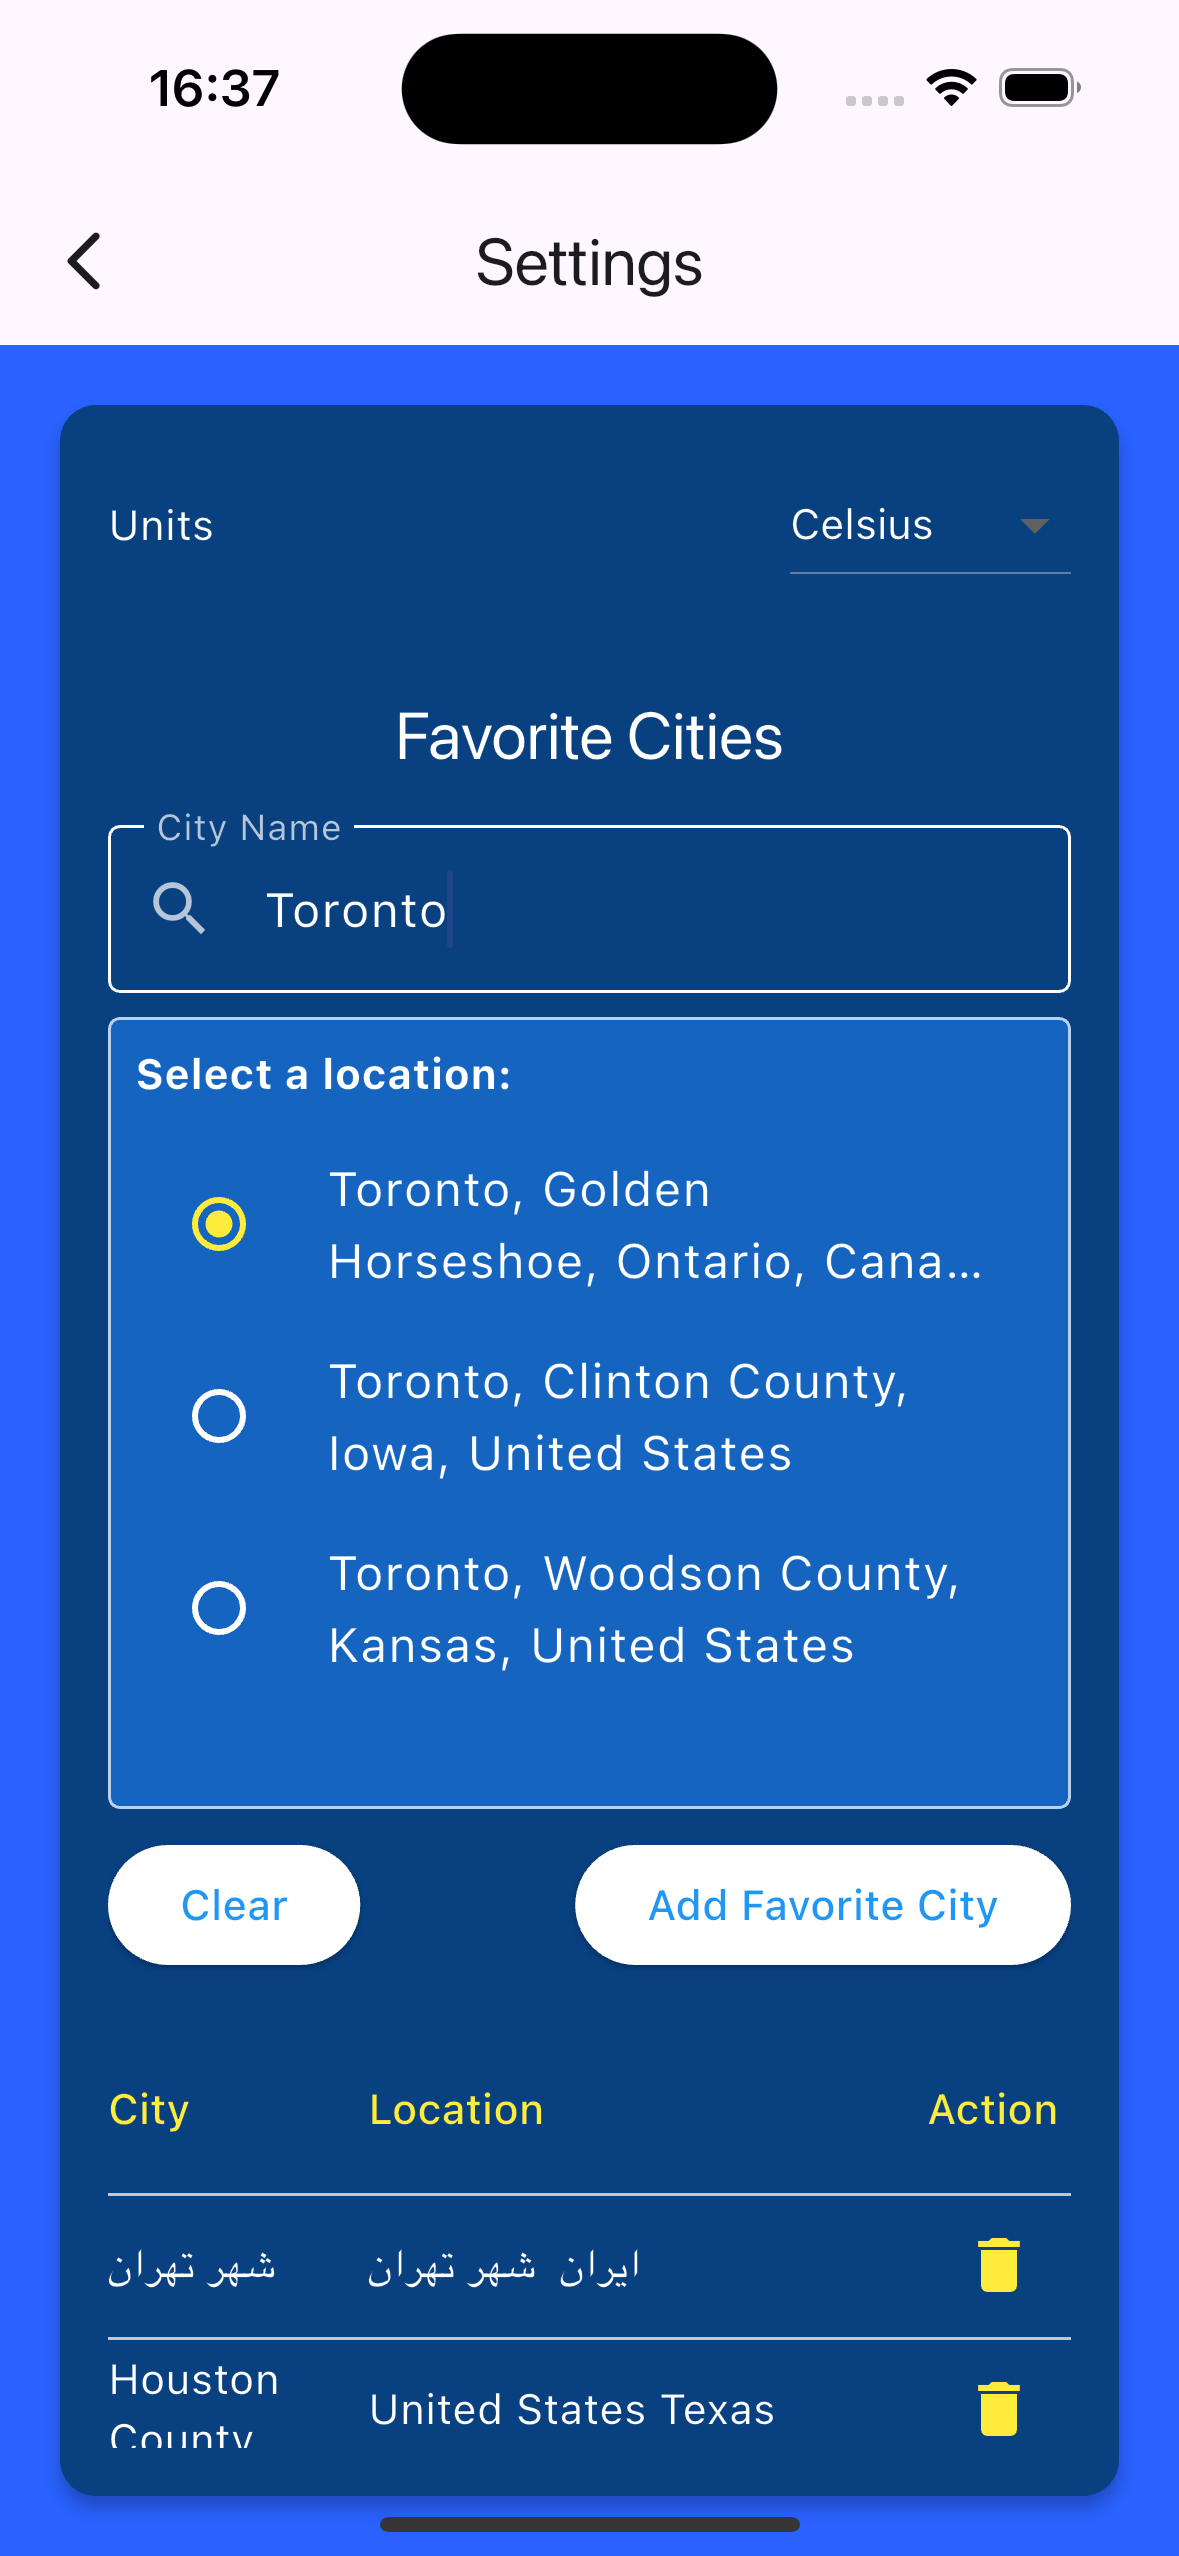 16:37
Settings
Units
Celsius
Favorite Cities
City Name
Toronto
Select a location:
Toronto, Golden
Horseshoe, Ontario, Cana...
Toronto, Clinton County,
Iowa, United States
Toronto, Woodson County,
Kansas, United States
Clear
Add Favorite City
City Location Action
شهر تهران
ایران شهر تهران
Houston
County
United States Texas